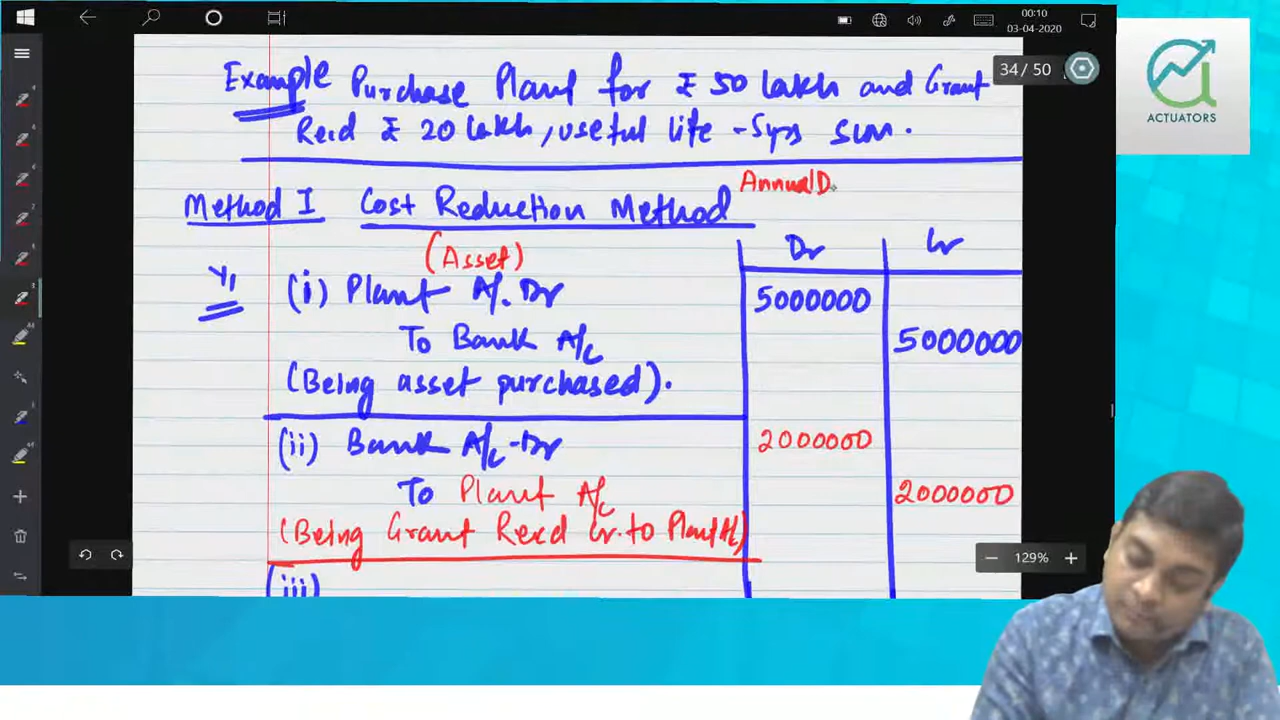 00:10
03-04-2020
34 / 50
ACTUATORS
Example Purchase Plant for ₹ 50 lakh and Grant
Recd ₹ 20 lakh, useful life - 5yrs SLM.
Method I Cost Reduction Method
Annual D
(Asset)
Dr Cr
Y1 (i) Plant A/c. Dr 5000000
To Bank A/c 5000000
(Being asset purchased).
(ii) Bank A/c - Dr 2000000
To Plant A/c 2000000
(Being Grant Recd Cr. to Plant A/c)
(iii)
129%